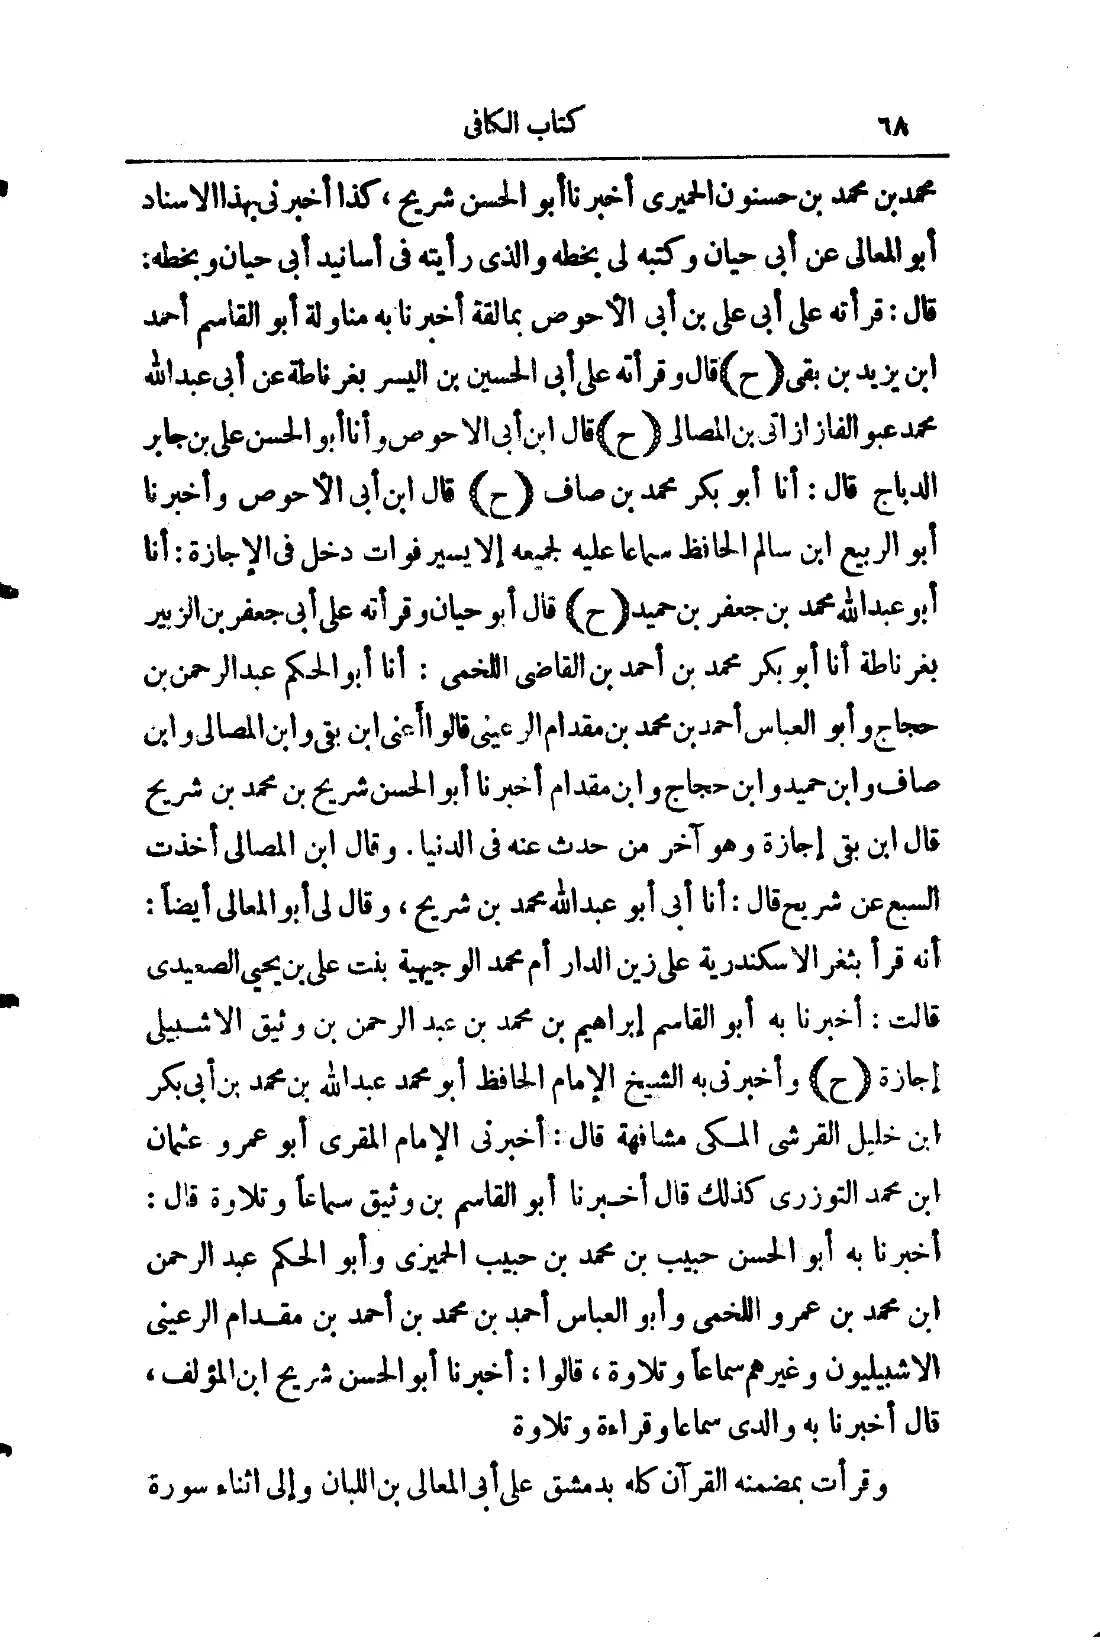 ٦٨ كتاب الكافى
محمد بن محمد بن حسنون الحميرى أخبرنا أبو الحسن شريح ، كذا أخبرنى بهذا الاسناد
أبو المعالى عن أبى حيان وكتبه لى بخطه والذى رأيته فى أسانيد أبى حيان وبخطه :
قال : قرأته على أبى على بن أبى الأحوص بمالقة أخبرنا به مناولة أبو القاسم أحمد
ابن يزيد بن بقى (ح) قال وقرأته على أبى الحسين بن اليسر بغرناطة عن أبى عبد الله
محمد عبو الفازازاتى بن المصالى (ح) قال ابن أبى الاحوص وأنا أبو الحسن على بن جابر
الدباج قال : أنا أبو بكر محمد بن صاف (ح) قال ابن أبى الأحوص وأخبرنا
أبو الربيع ابن سالم الحافظ سماعا عليه لجميعه إلا يسير فوات دخل فى الإجازة : أنا
أبو عبد الله محمد بن جعفر بن حميد (ح) قال أبو حيان وقرأته على أبى جعفر بن الزبير
بغرناطة أنا أبو بكر محمد بن أحمد بن القاضى اللخمى : أنا أبو الحكم عبد الرحمن بن
حجاج وأبو العباس أحمد بن محمد بن مقدام الرعينى قالوا أعنى ابن بقى وابن المصالى وابن
صاف وابن حميد وابن حجاج وابن مقدام أخبرنا أبو الحسن شريح بن محمد بن شريح
قال ابن بقى إجازة وهو آخر من حدث عنه فى الدنيا . وقال ابن المصالى أخذت
السبع عن شريح قال : أنا أبى أبو عبد الله محمد بن شريح ، وقال لى أبو المعالى أيضاً :
أنه قرأ بثغر الاسكندرية على زين الدار أم محمد الوجيهية بنت على بن يحيى الصعيدى
قالت : أخبرنا به أبو القاسم إبراهيم بن محمد بن عبد الرحمن بن وثيق الاشبيلى
إجازة (ح) وأخبرنى به الشيخ الإمام الحافظ أبو محمد عبد الله بن محمد بن أبى بكر
ابن خليل القرشى المكى مشافهة قال : أخبرنى الإمام المقرى أبو عمرو عثمان
ابن محمد التوزرى كذلك قال أخبرنا أبو القاسم بن وثيق سماعاً وتلاوة قال :
أخبرنا به أبو الحسن حبيب بن محمد بن حبيب الحميزى وأبو الحكم عبد الرحمن
ابن محمد بن عمرو اللخمى وأبو العباس أحمد بن محمد بن أحمد بن مقدام الرعينى
الاشبيليون وغيرهم سماعاً وتلاوة ، قالوا : أخبرنا أبو الحسن شريح ابن المؤلف ،
قال أخبرنا به والدى سماعا وقراءة وتلاوة
وقرأت بمضمنه القرآن كله بدمشق على أبى المعالى بن اللبان وإلى اثناء سورة